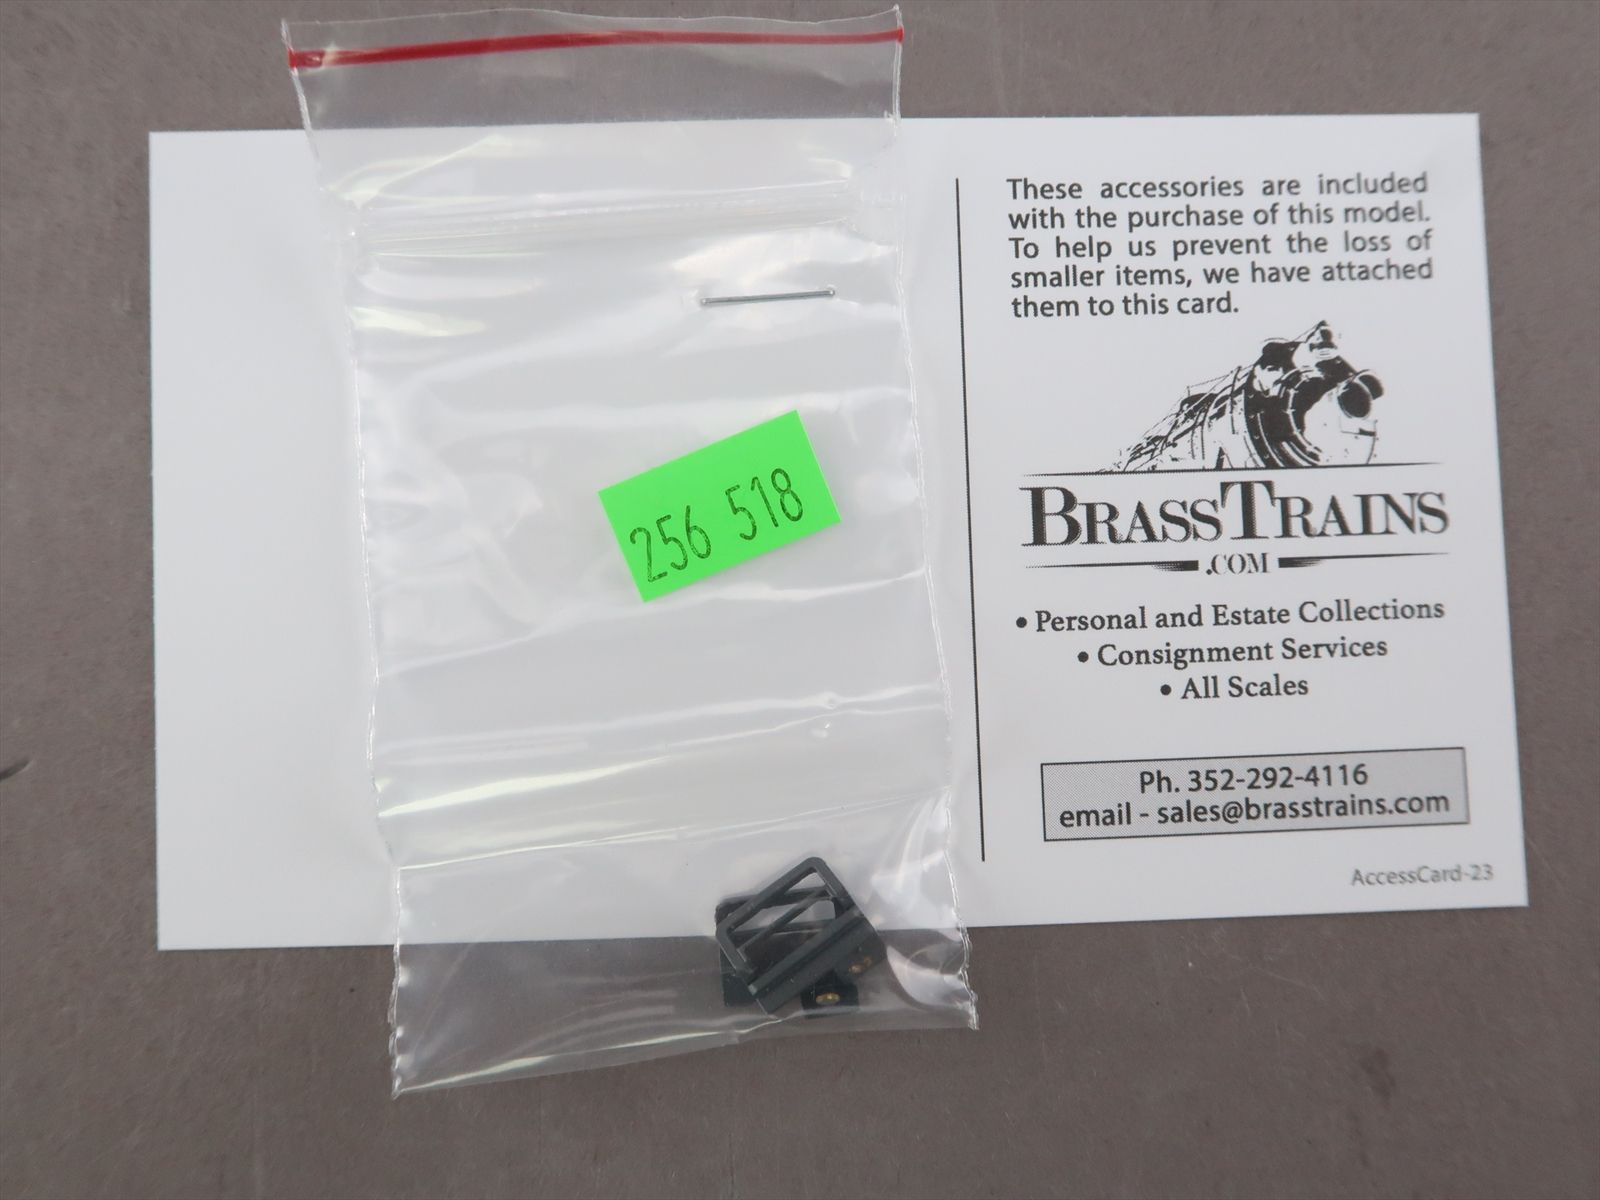 256 518
These accessories are included
with the purchase of this model.
To help us prevent the loss of
smaller items, we have attached
them to this card.
BRASSTRAINS
.COM
• Personal and Estate Collections
• Consignment Services
• All Scales
Ph. 352-292-4116
email - sales@brasstrains.com
AccessCard-23